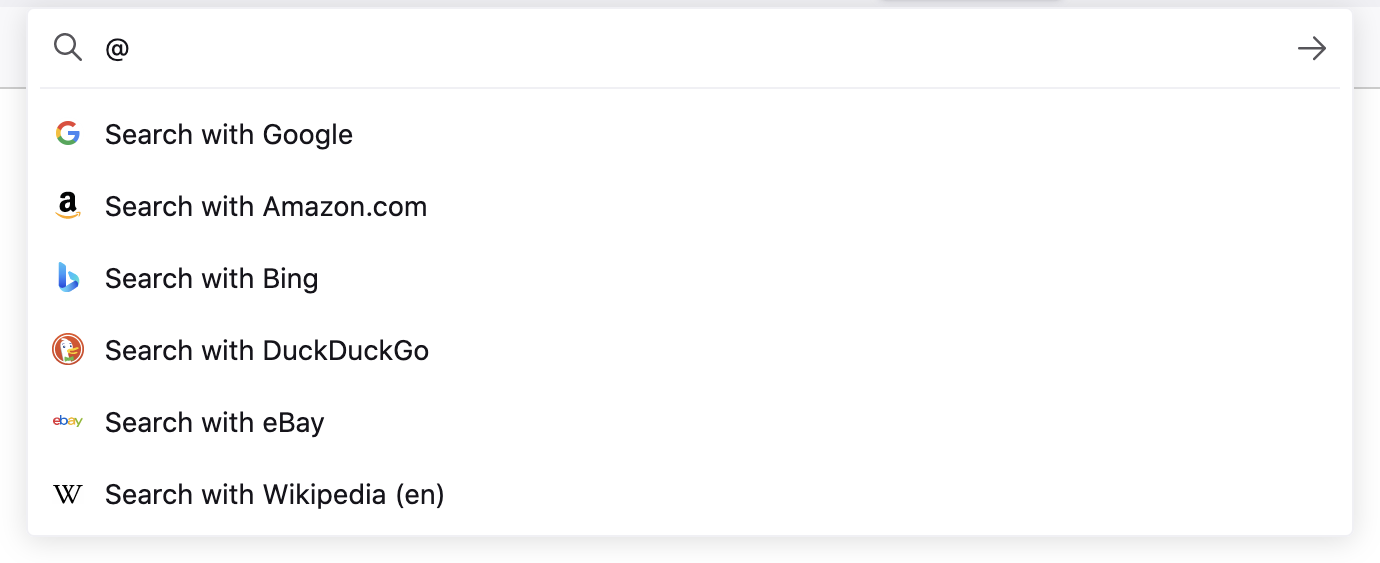 @
Search with Google
a Search with Amazon.com
Search with Bing
Search with DuckDuckGo
ebay Search with eBay
W Search with Wikipedia (en)